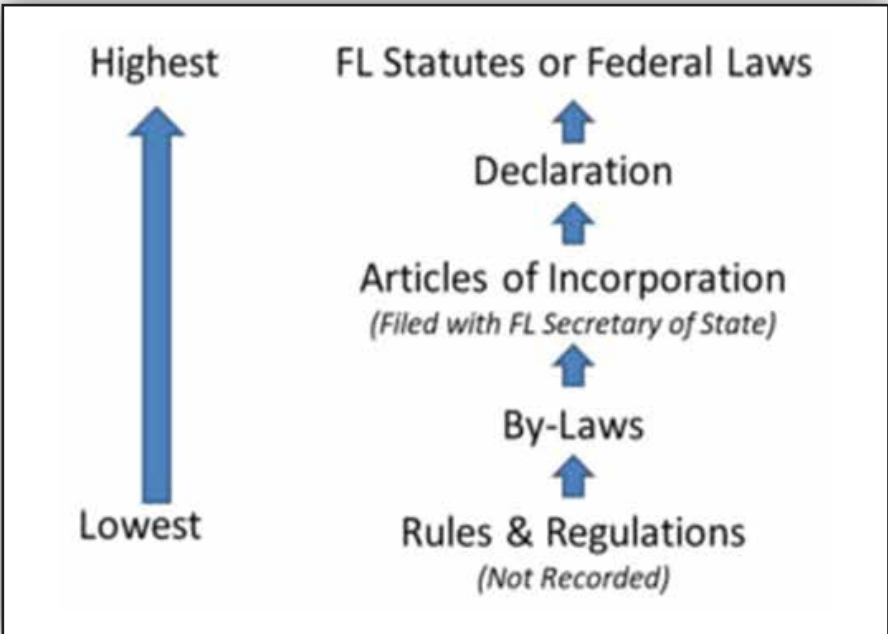 Highest
FL Statutes or Federal Laws
Declaration
Articles of Incorporation
(Filed with FL Secretary of State)
By-Laws
Lowest
Rules & Regulations
(Not Recorded)